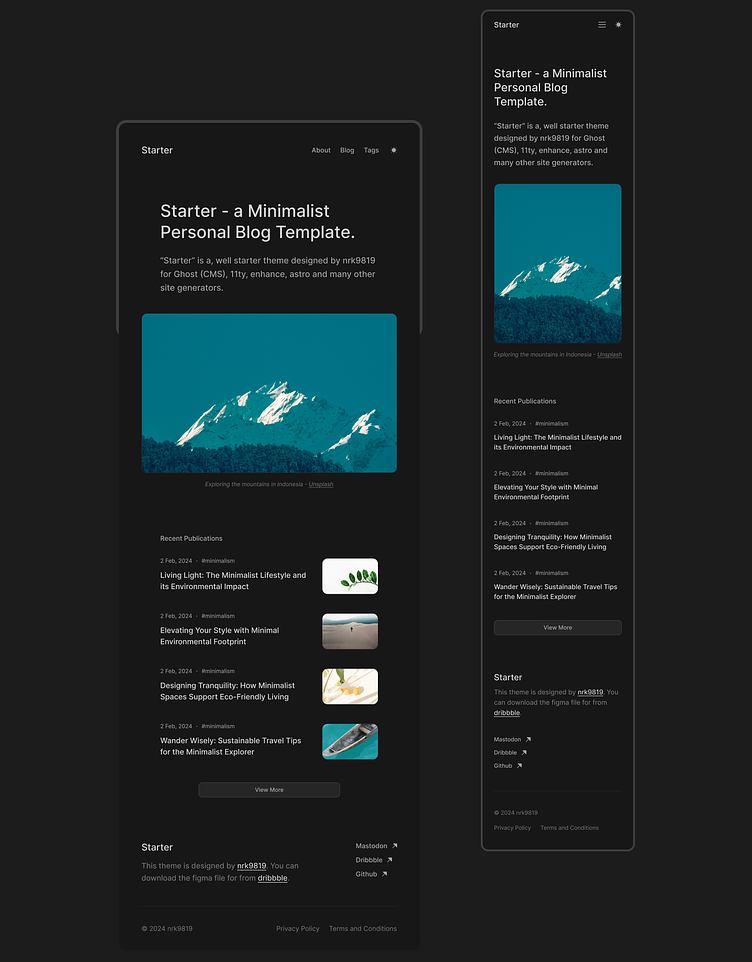 Starter
About Blog Tags
Starter - a Minimalist
Personal Blog Template.
“Starter” is a, well starter theme designed by nrk9819
for Ghost (CMS), 11ty, enhance, astro and many other
site generators.
Exploring the mountains in Indonesia - Unsplash
Recent Publications
2 Feb, 2024 · #minimalism
Living Light: The Minimalist Lifestyle and
its Environmental Impact
2 Feb, 2024 · #minimalism
Elevating Your Style with Minimal
Environmental Footprint
2 Feb, 2024 · #minimalism
Designing Tranquility: How Minimalist
Spaces Support Eco-Friendly Living
2 Feb, 2024 · #minimalism
Wander Wisely: Sustainable Travel Tips
for the Minimalist Explorer
View More
Starter
This theme is designed by nrk9819. You can
download the figma file for from dribbble.
Mastodon
Dribbble
Github
© 2024 nrk9819
Privacy Policy Terms and Conditions
Starter
Starter - a Minimalist
Personal Blog
Template.
“Starter” is a, well starter theme
designed by nrk9819 for Ghost
(CMS), 11ty, enhance, astro and
many other site generators.
Exploring the mountains in Indonesia - Unsplash
Recent Publications
2 Feb, 2024 · #minimalism
Living Light: The Minimalist Lifestyle and
its Environmental Impact
2 Feb, 2024 · #minimalism
Elevating Your Style with Minimal
Environmental Footprint
2 Feb, 2024 · #minimalism
Designing Tranquility: How Minimalist
Spaces Support Eco-Friendly Living
2 Feb, 2024 · #minimalism
Wander Wisely: Sustainable Travel Tips
for the Minimalist Explorer
View More
Starter
This theme is designed by nrk9819. You
can download the figma file for from
dribbble.
Mastodon
Dribbble
Github
© 2024 nrk9819
Privacy Policy Terms and Conditions